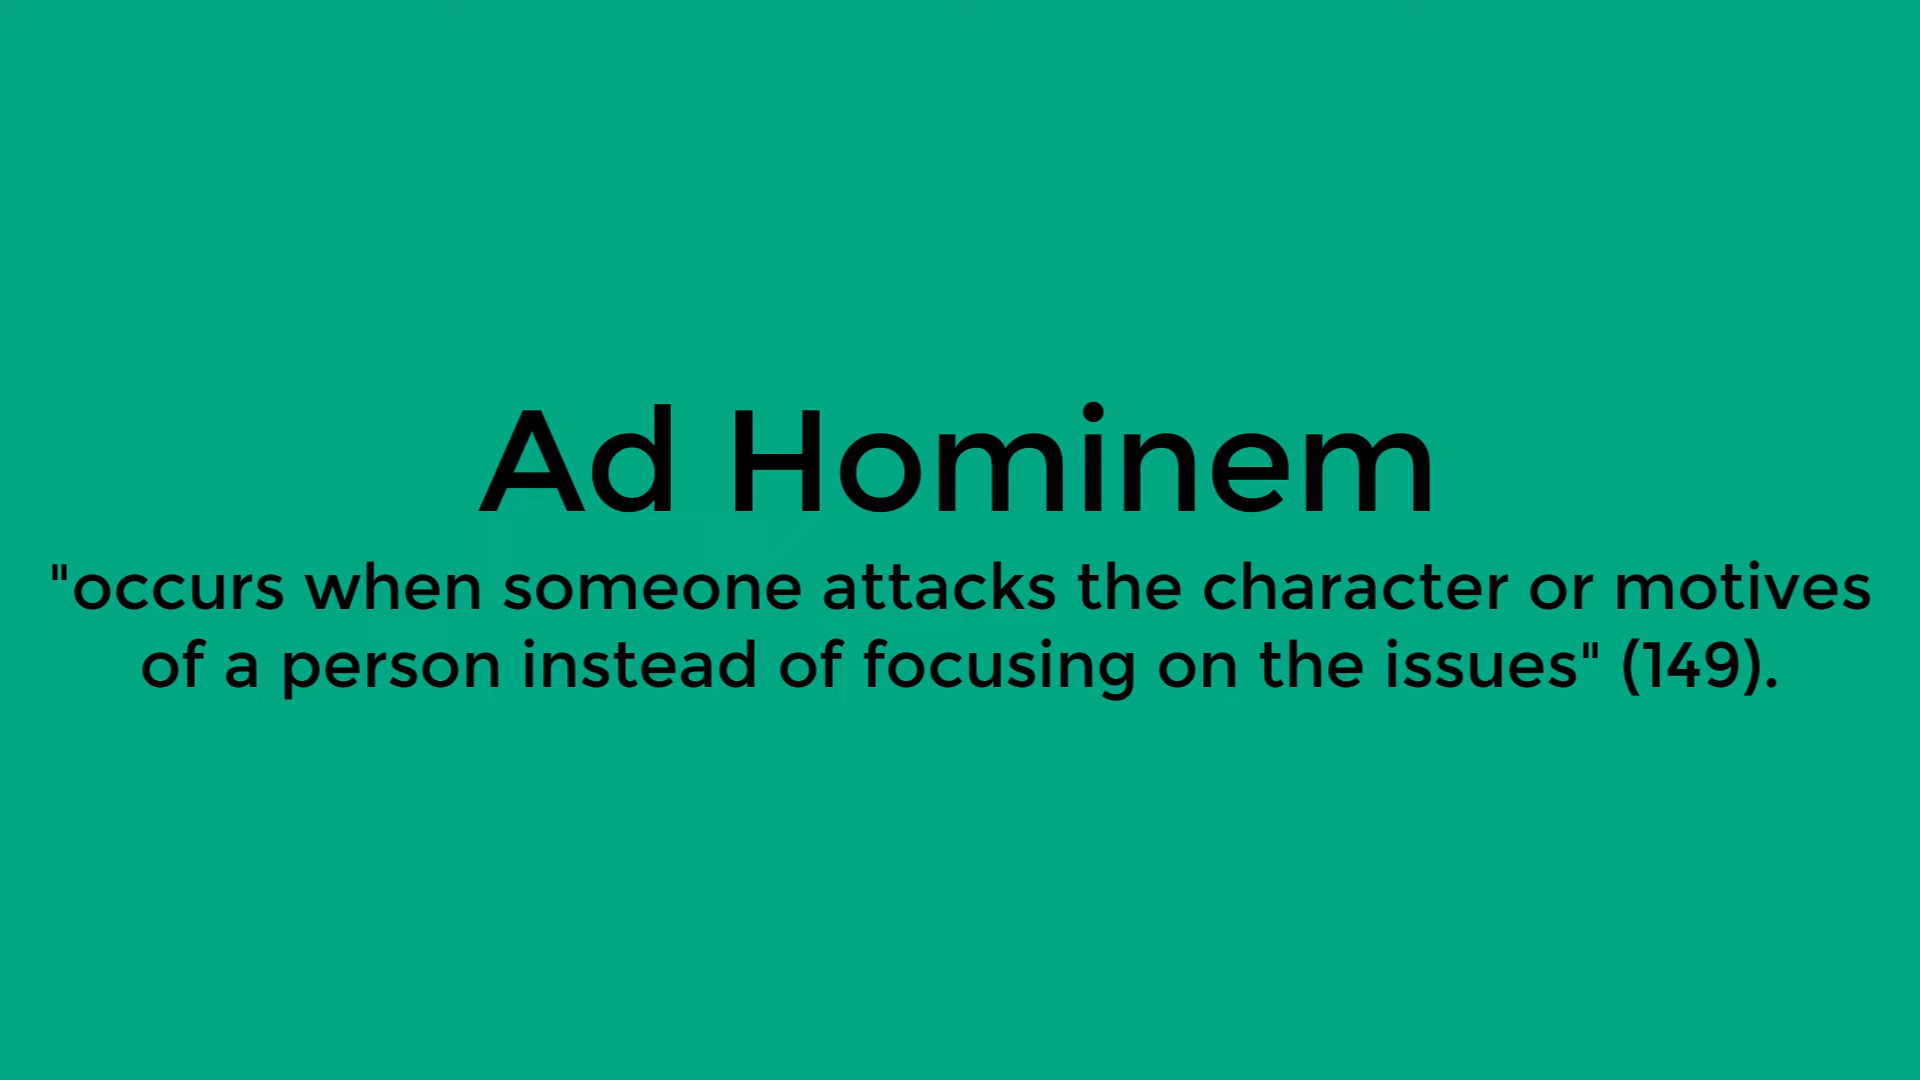 Ad Hominem
"occurs when someone attacks the character or motives
of a person instead of focusing on the issues" (149).